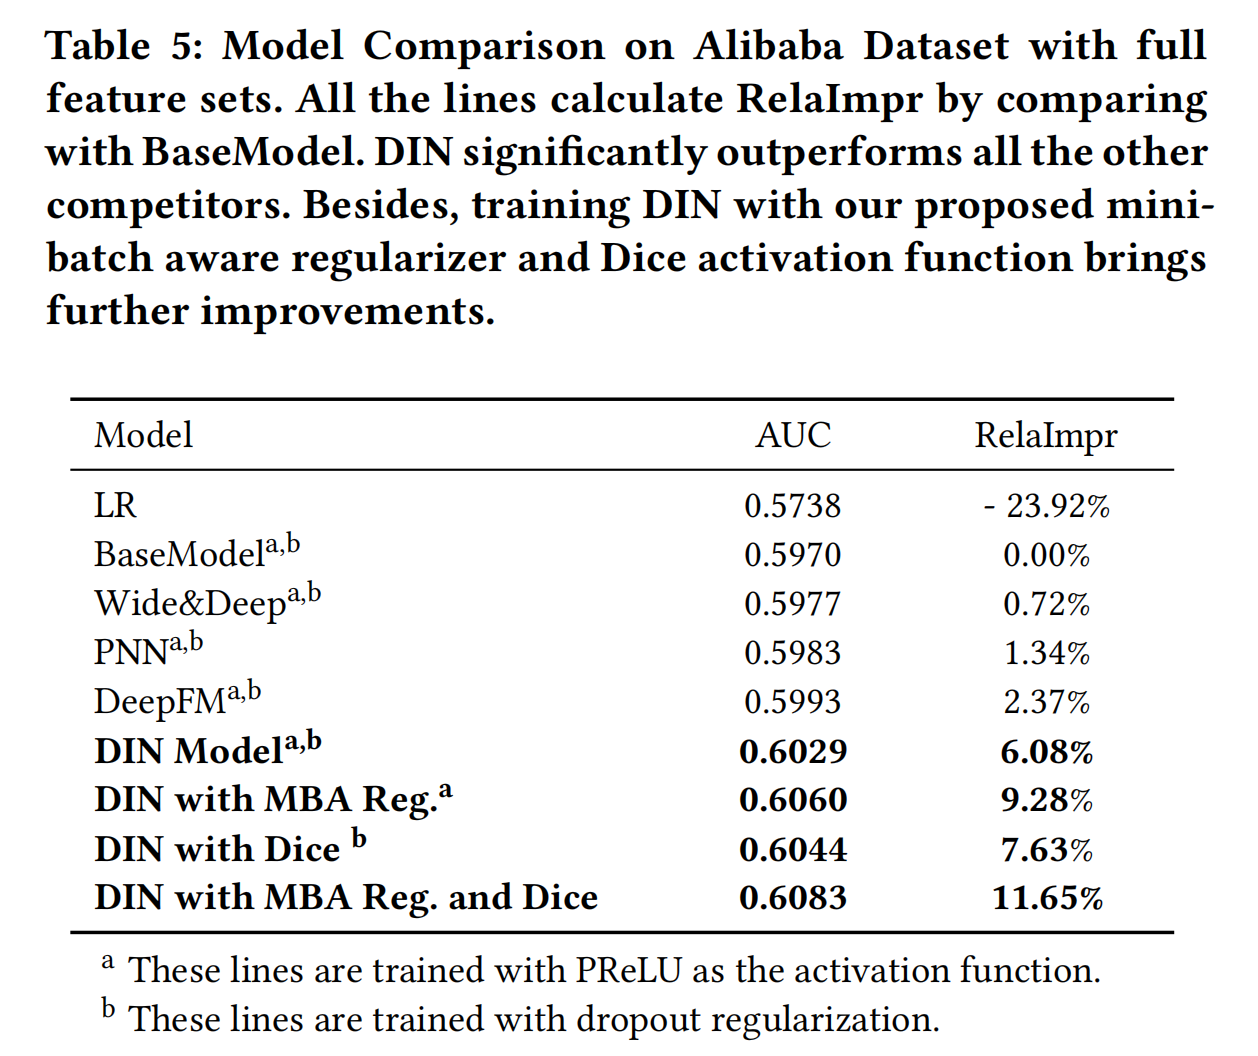 Table 5: Model Comparison on Alibaba Dataset with full
feature sets. All the lines calculate RelaImpr by comparing
with BaseModel. DIN significantly outperforms all the other
competitors. Besides, training DIN with our proposed mini-
batch aware regularizer and Dice activation function brings
further improvements.
Model AUC RelaImpr
LR 0.5738 - 23.92%
BaseModel^a,b 0.5970 0.00%
Wide&Deep^a,b 0.5977 0.72%
PNN^a,b 0.5983 1.34%
DeepFM^a,b 0.5993 2.37%
DIN Model^a,b 0.6029 6.08%
DIN with MBA Reg.^a 0.6060 9.28%
DIN with Dice ^b 0.6044 7.63%
DIN with MBA Reg. and Dice 0.6083 11.65%
^a These lines are trained with PReLU as the activation function.
^b These lines are trained with dropout regularization.